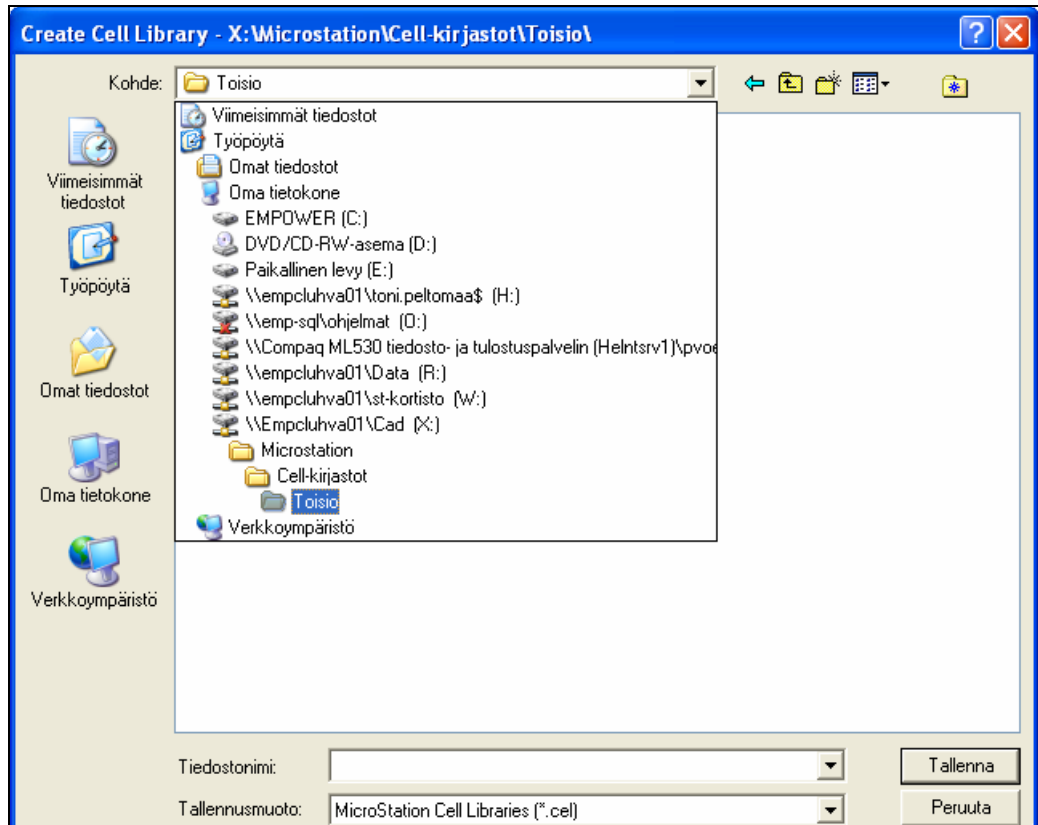 Create Cell Library - X:\Microstation\Cell-kirjastot\Toisio\
Kohde:
Toisio
Viimeisimmät tiedostot
Työpöytä
Omat tiedostot
Oma tietokone
EMPOWER (C:)
DVD/CD-RW-asema (D:)
Paikallinen levy (E:)
\\empcluhva01\toni.peltomaa$ (H:)
\\emp-sql\ohjelmat (O:)
\\Compaq ML530 tiedosto- ja tulostuspalvelin (Helntsrv1)\pvoe
\\empcluhva01\Data (R:)
\\empcluhva01\st-kortisto (W:)
\\Empcluhva01\Cad (X:)
Microstation
Cell-kirjastot
Toisio
Verkkoympäristö
Viimeisimmät
tiedostot
Työpöytä
Omat tiedostot
Oma tietokone
Verkkoympäristö
Tiedostonimi:
Tallenna
Tallennusmuoto:
MicroStation Cell Libraries (*.cel)
Peruuta